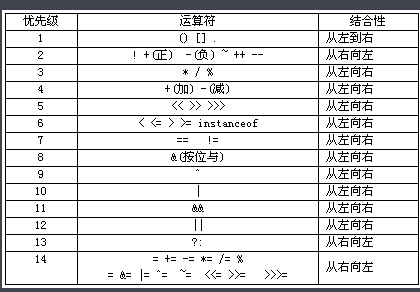 优先级 运算符 结合性
1 () [] . 从左到右
2 ! +(正) -(负) ~ ++ -- 从右向左
3 * / % 从左向右
4 +(加) -(减) 从左向右
5 << >> >>> 从左向右
6 < <= > >= instanceof 从左向右
7 == != 从左向右
8 &(按位与) 从左向右
9 ^ 从左向右
10 | 从左向右
11 && 从左向右
12 || 从左向右
13 ?: 从右向左
14 = += -= *= /= % 从右向左
= &= |= ^= ~= <<= >>= >>>=